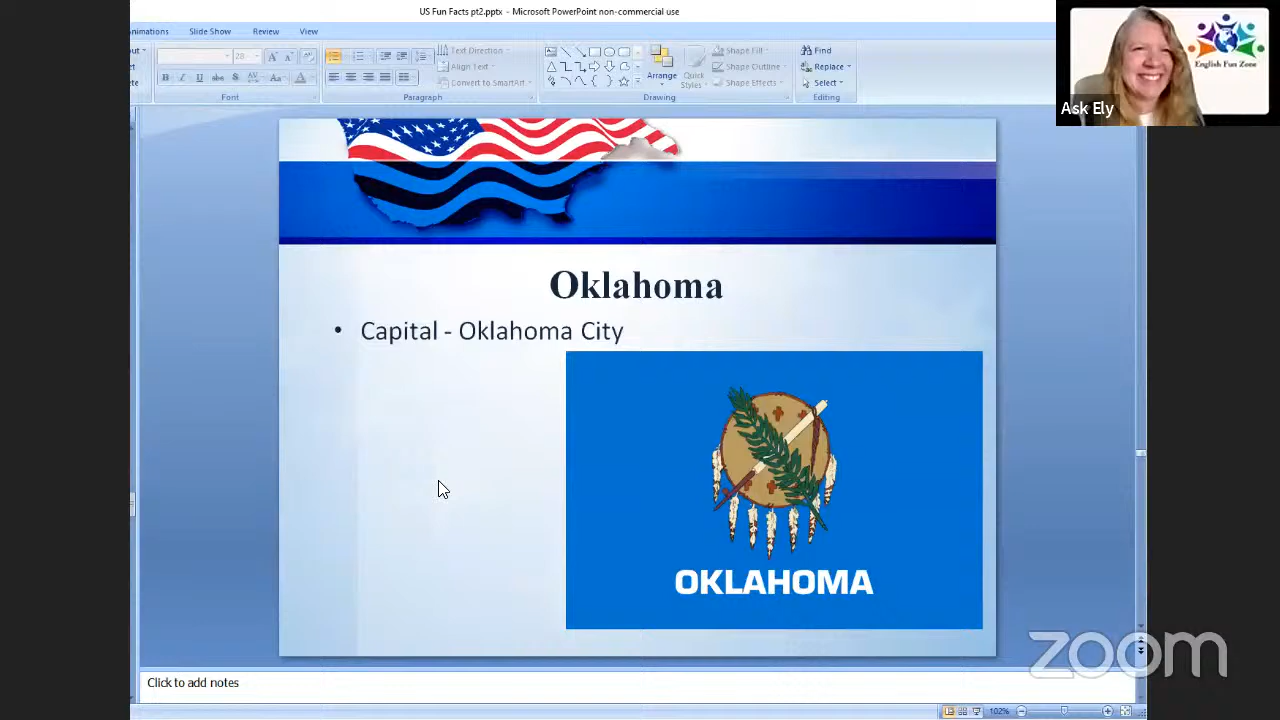 US Fun Facts pt2.pptx - Microsoft PowerPoint non-commercial use
nimations Slide Show Review View
Text Direction
Align Text
Convert to SmartArt
Arrange
Quick Styles
Shape Fill
Shape Outline
Shape Effects
Find
Replace
Select
Font Paragraph Drawing Editing
English Fun Zone
Ask Ely
Oklahoma
• Capital - Oklahoma City
OKLAHOMA
zoom
Click to add notes
102%